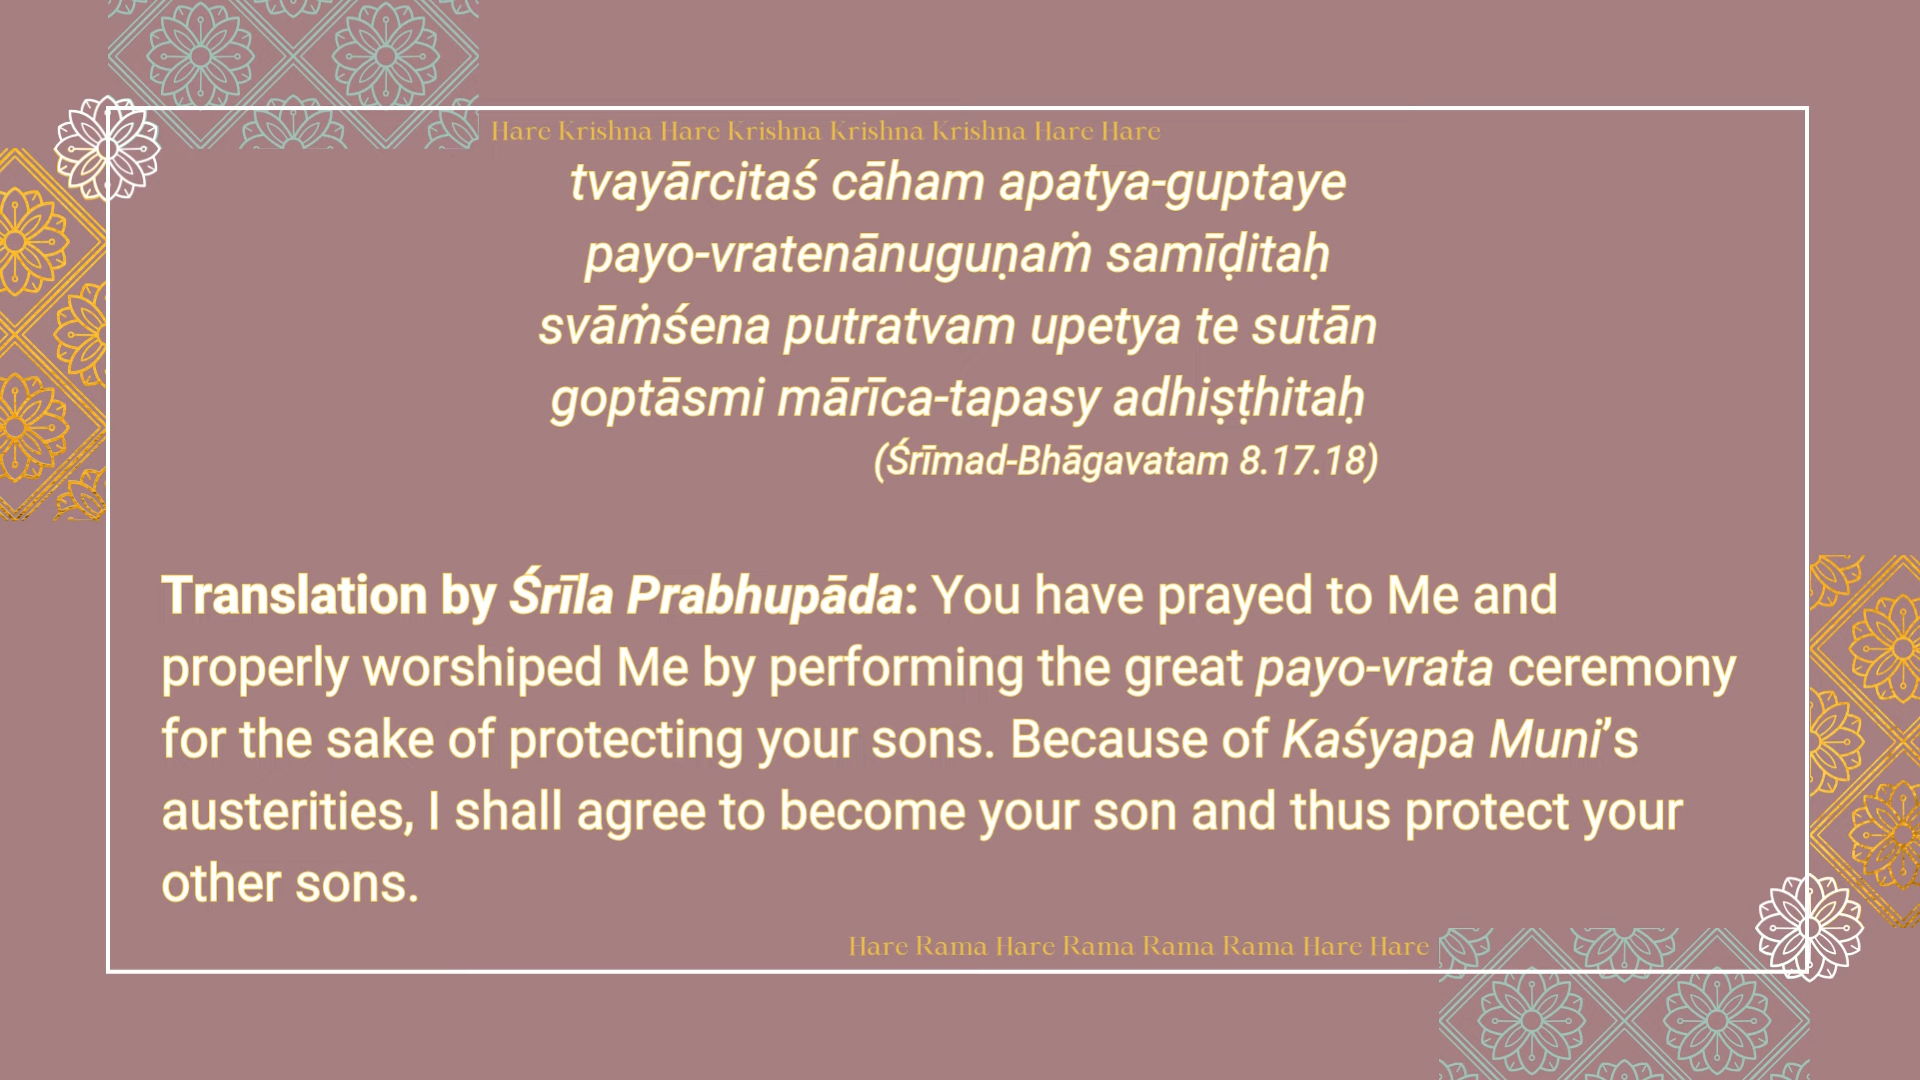 Hare Krishna Hare Krishna Krishna Krishna Hare Hare
tvayārcitaś cāham apatya-guptaye
payo-vratenānuguṇaṁ samīḍitaḥ
svāṁśena putratvam upetya te sutān
goptāsmi mārīca-tapasy adhiṣṭhitaḥ
(Śrīmad-Bhāgavatam 8.17.18)
Translation by Śrīla Prabhupāda: You have prayed to Me and
properly worshiped Me by performing the great payo-vrata ceremony
for the sake of protecting your sons. Because of Kaśyapa Muni’s
austerities, I shall agree to become your son and thus protect your
other sons.
Hare Rama Hare Rama Rama Rama Hare Hare